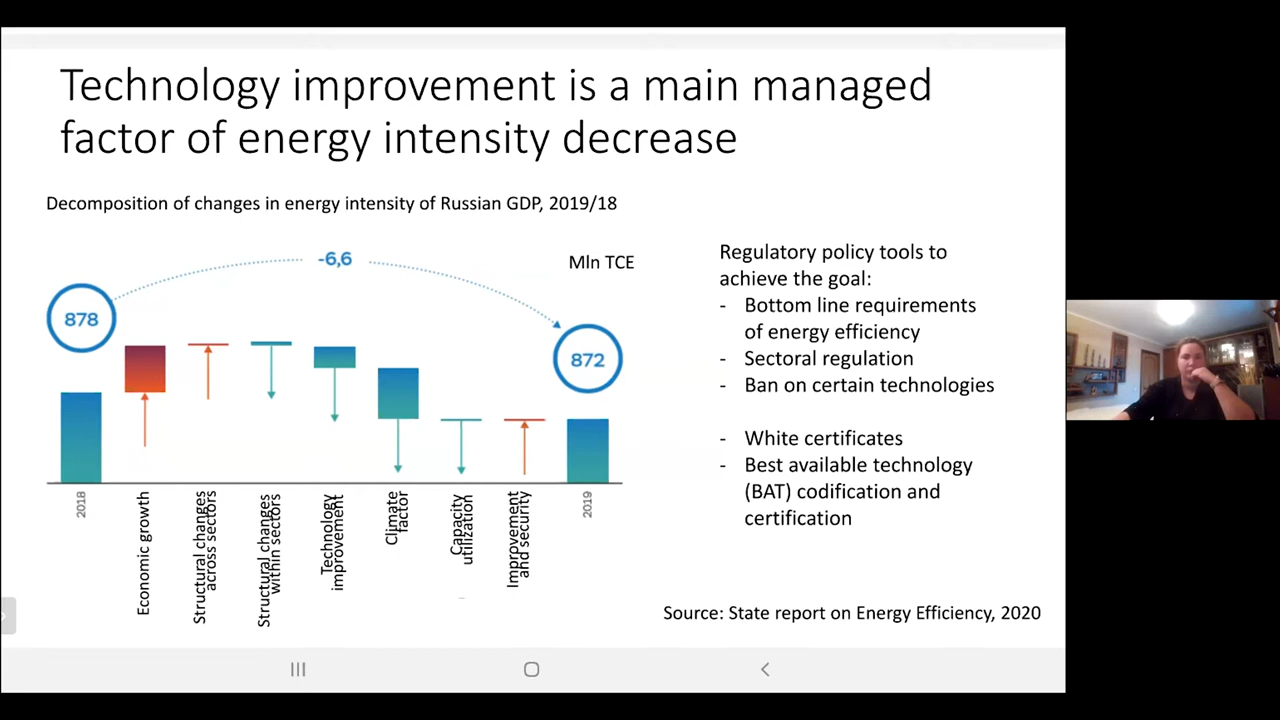 Technology improvement is a main managed
factor of energy intensity decrease
Decomposition of changes in energy intensity of Russian GDP, 2019/18
-6,6
Mln TCE
878
872
2018
Economic growth
Structural changes
across sectors
Structural changes
within sectors
Technology
improvement
Climate
factor
Capacity
utilization
Improvement
and security
2019
Regulatory policy tools to
achieve the goal:
- Bottom line requirements
of energy efficiency
- Sectoral regulation
- Ban on certain technologies
- White certificates
- Best available technology
(BAT) codification and
certification
Source: State report on Energy Efficiency, 2020